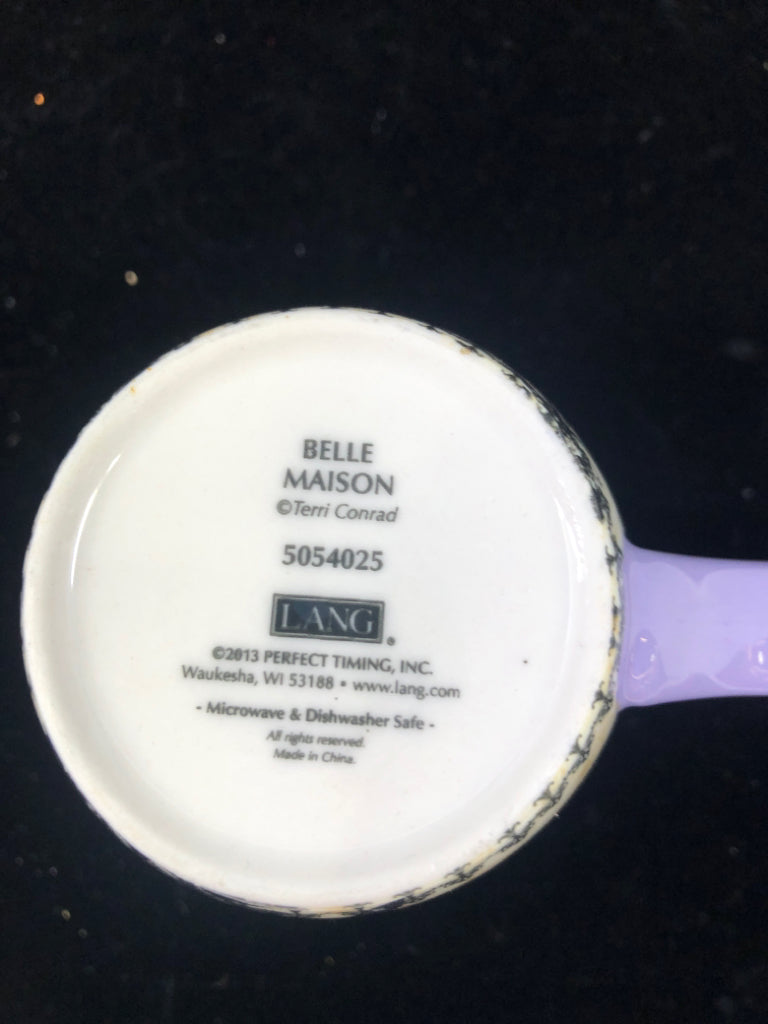 BELLE
MAISON
©Terri Conrad
5054025
LANG®
©2013 PERFECT TIMING, INC.
Waukesha, WI 53188 • www.lang.com
- Microwave & Dishwasher Safe -
All rights reserved.
Made in China.